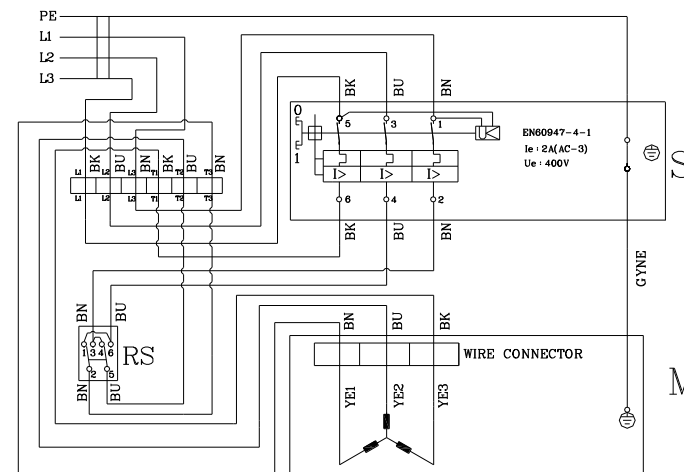 PE
L1
L2
L3
BK BU BN
0
5 3 1
U<
EN60947-4-1
Ie : 2A(AC-3)
Ue : 400V
1
I> I> I>
BK BU BN BK BU BN
L1 L2 L3 T1 T2 T3
L1 L2 L3 T1 T2 T3
6 4 2
BK BU BN
S
GYNE
BN BU
BN BU BK
1 3 4 6
RS
2 5
BN BU
WIRE CONNECTOR
YE1 YE2 YE3
M